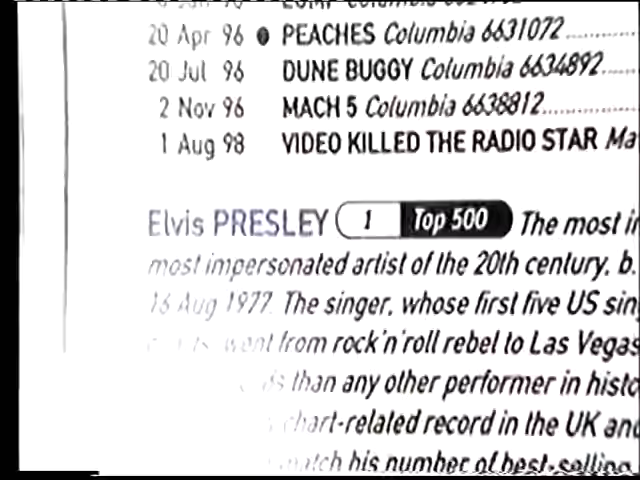 20 Apr 96 ● PEACHES Columbia 6631072..........
20 Jul 96 DUNE BUGGY Columbia 6634892.....
2 Nov 96 MACH 5 Columbia 6638812..............
1 Aug 98 VIDEO KILLED THE RADIO STAR Ma
Elvis PRESLEY 1 Top 500 The most i
most impersonated artist of the 20th century, b.
16 Aug 1977. The singer, whose first five US sin
went from rock'n'roll rebel to Las Vegas
than any other performer in histo
chart-related record in the UK and
match his number of best-selling